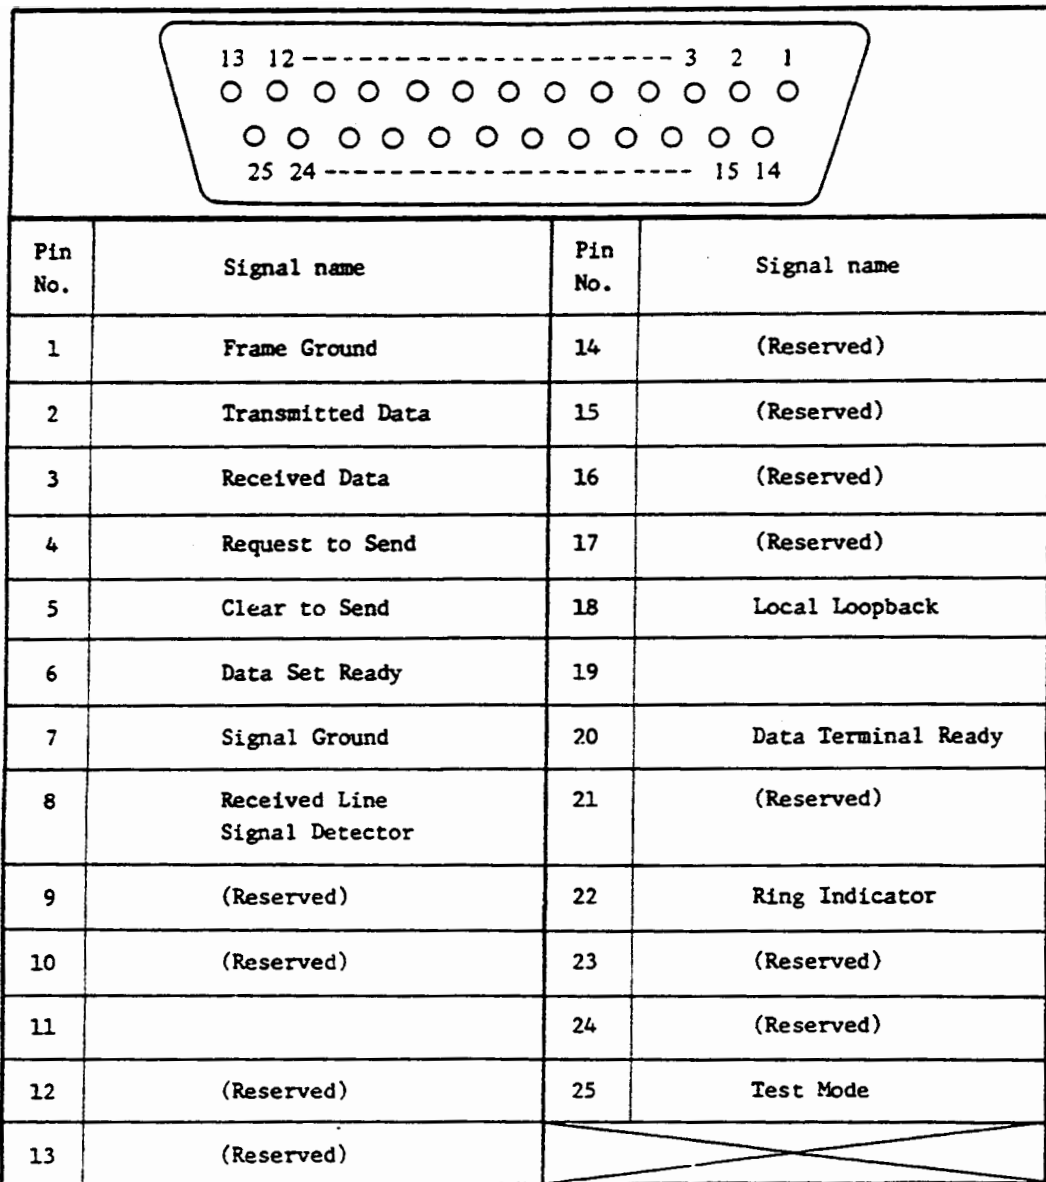 13 12 -------------------- 3 2 1
25 24 -------------------- 15 14
Pin No. Signal name Pin No. Signal name
1 Frame Ground 14 (Reserved)
2 Transmitted Data 15 (Reserved)
3 Received Data 16 (Reserved)
4 Request to Send 17 (Reserved)
5 Clear to Send 18 Local Loopback
6 Data Set Ready 19
7 Signal Ground 20 Data Terminal Ready
8 Received Line 21 (Reserved)
Signal Detector
9 (Reserved) 22 Ring Indicator
10 (Reserved) 23 (Reserved)
11 24 (Reserved)
12 (Reserved) 25 Test Mode
13 (Reserved)